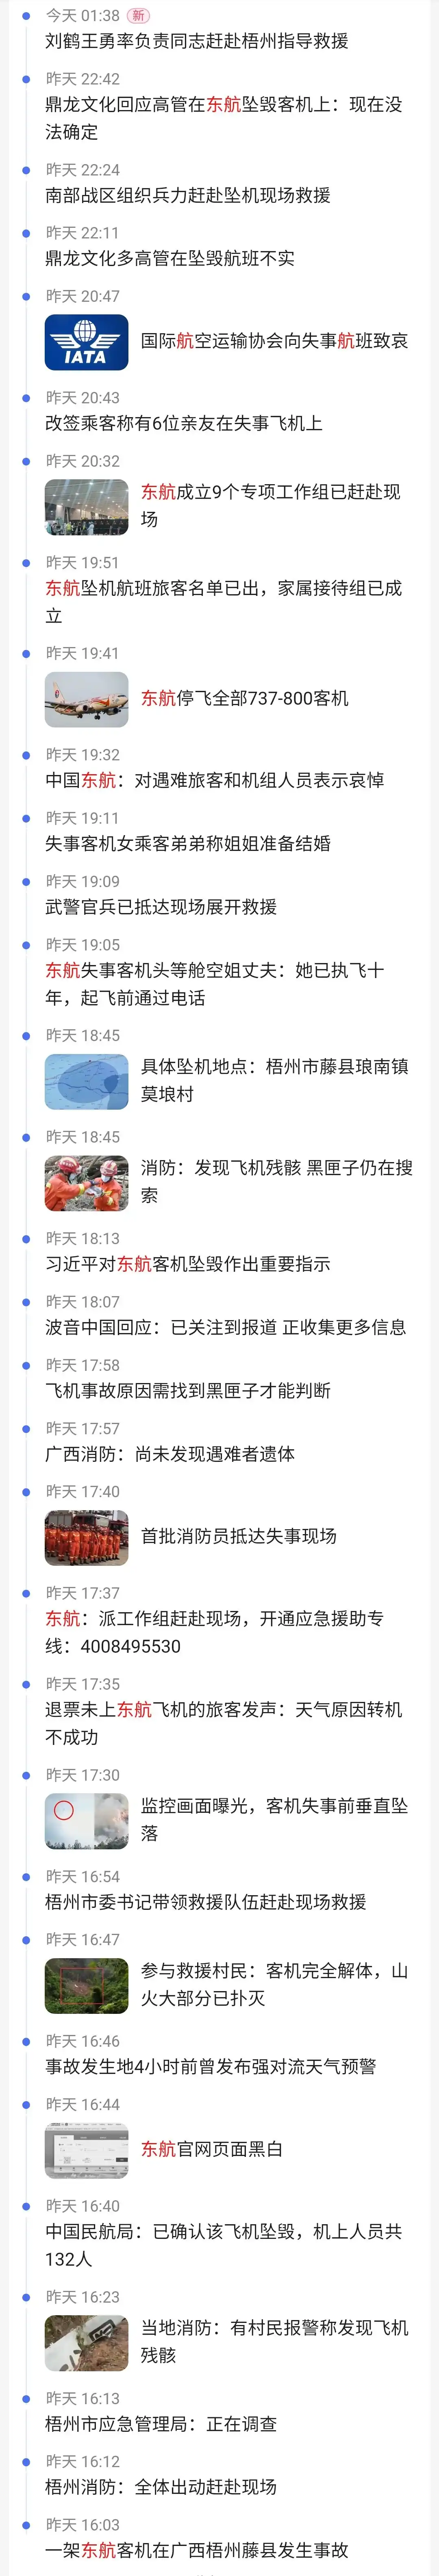 今天 01:38 新
刘鹤王勇率负责同志赶赴梧州指导救援
昨天 22:42
鼎龙文化回应高管在东航坠毁客机上：现在没
法确定
昨天 22:24
南部战区组织兵力赶赴坠机现场救援
昨天 22:11
鼎龙文化多高管在坠毁航班不实
昨天 20:47
IATA
国际航空运输协会向失事航班致哀
昨天 20:43
改签乘客称有6位亲友在失事飞机上
昨天 20:32
东航成立9个专项工作组已赶赴现
场
昨天 19:51
东航坠机航班旅客名单已出，家属接待组已成
立
昨天 19:41
东航停飞全部737-800客机
昨天 19:32
中国东航：对遇难旅客和机组人员表示哀悼
昨天 19:11
失事客机女乘客弟弟称姐姐准备结婚
昨天 19:09
武警官兵已抵达现场展开救援
昨天 19:05
东航失事客机头等舱空姐丈夫：她已执飞十
年，起飞前通过电话
昨天 18:45
具体坠机地点：梧州市藤县琅南镇
莫埌村
昨天 18:45
消防：发现飞机残骸 黑匣子仍在搜
索
昨天 18:13
习近平对东航客机坠毁作出重要指示
昨天 18:07
波音中国回应：已关注到报道 正收集更多信息
昨天 17:58
飞机事故原因需找到黑匣子才能判断
昨天 17:57
广西消防：尚未发现遇难者遗体
昨天 17:40
首批消防员抵达失事现场
昨天 17:37
东航：派工作组赶赴现场，开通应急援助专
线：4008495530
昨天 17:35
退票未上东航飞机的旅客发声：天气原因转机
不成功
昨天 17:30
监控画面曝光，客机失事前垂直坠
落
昨天 16:54
梧州市委书记带领救援队伍赶赴现场救援
昨天 16:47
参与救援村民：客机完全解体，山
火大部分已扑灭
昨天 16:46
事故发生地4小时前曾发布强对流天气预警
昨天 16:44
东航官网页面黑白
昨天 16:40
中国民航局：已确认该飞机坠毁，机上人员共
132人
昨天 16:23
当地消防：有村民报警称发现飞机
残骸
昨天 16:13
梧州市应急管理局：正在调查
昨天 16:12
梧州消防：全体出动赶赴现场
昨天 16:03
一架东航客机在广西梧州藤县发生事故